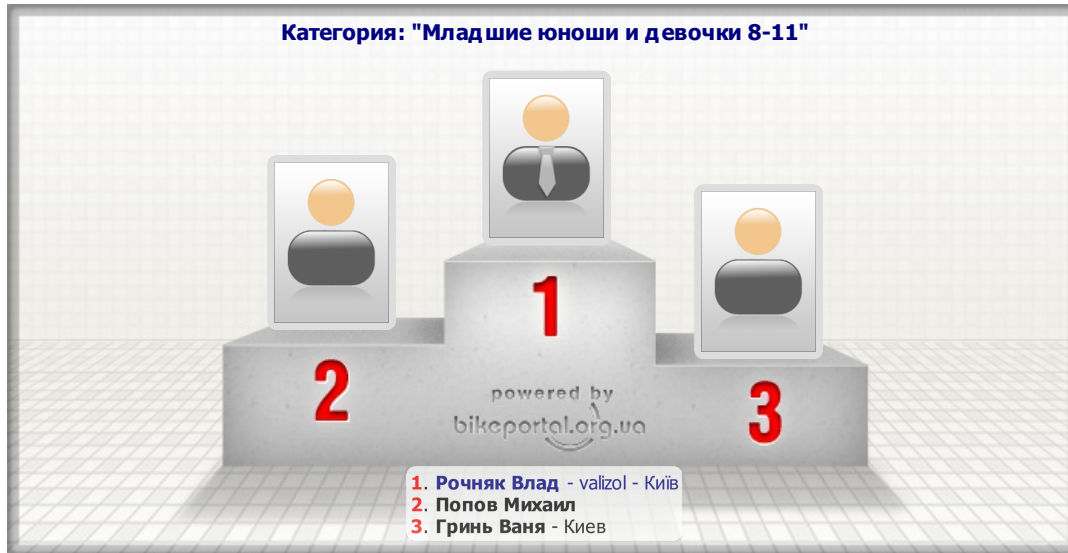 Категория: "Младшие юноши и девочки 8-11"
1
2
3
powered by
bikeportal.org.ua
1. Рочняк Влад - valizol - Київ
2. Попов Михаил
3. Гринь Ваня - Киев